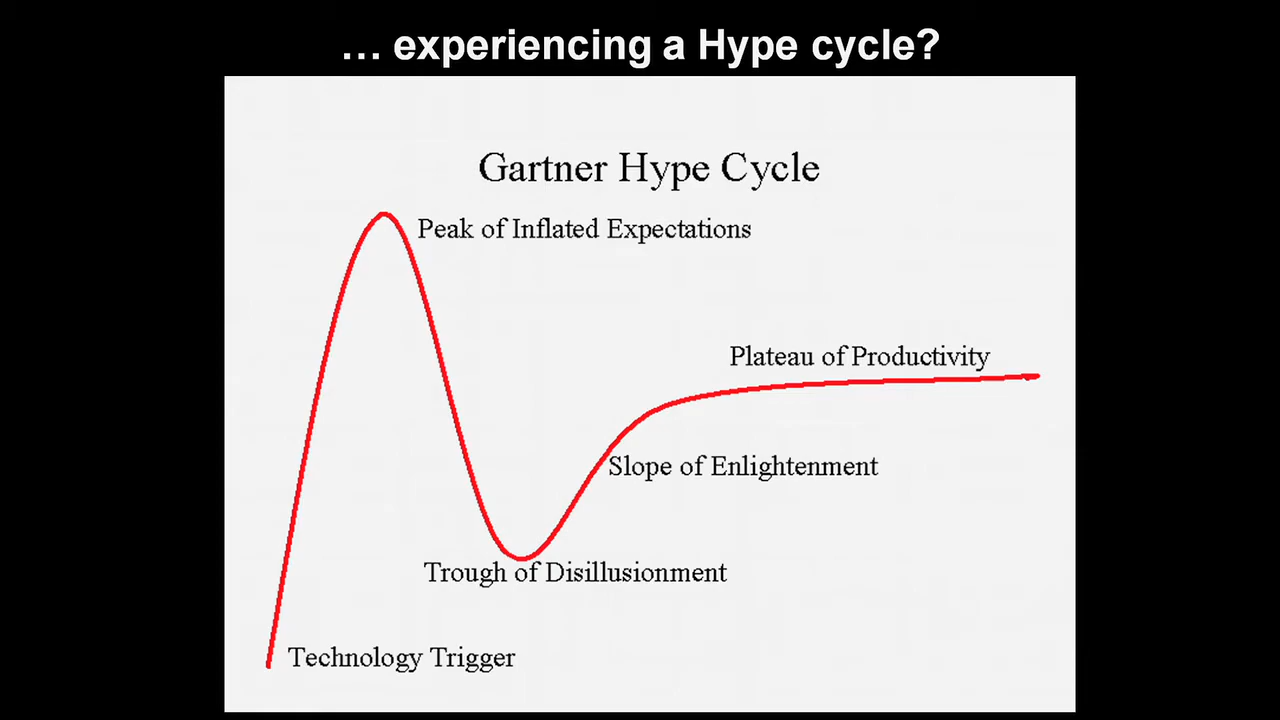 … experiencing a Hype cycle?
Gartner Hype Cycle
Peak of Inflated Expectations
Plateau of Productivity
Slope of Enlightenment
Trough of Disillusionment
Technology Trigger